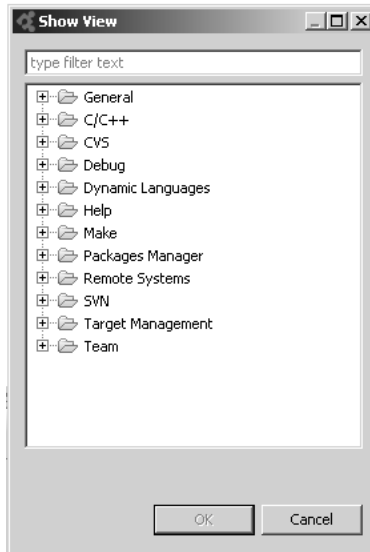 Show View
type filter text
General
C/C++
CVS
Debug
Dynamic Languages
Help
Make
Packages Manager
Remote Systems
SVN
Target Management
Team
OK Cancel